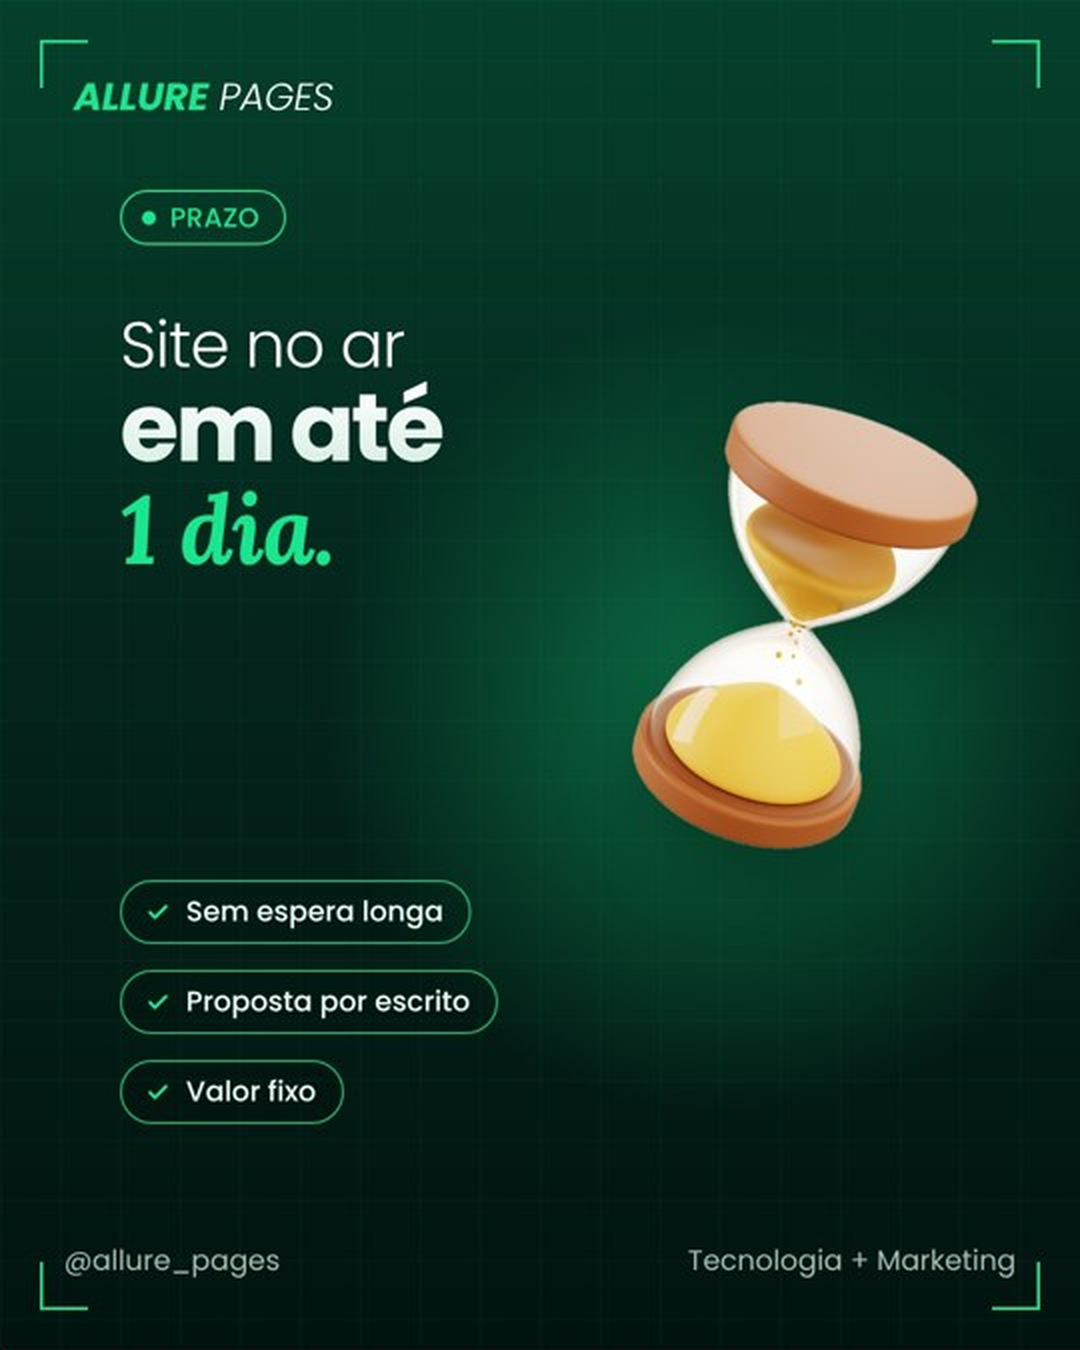 ALLURE PAGES
PRAZO
Site no ar
em até
1 dia.
Sem espera longa
Proposta por escrito
Valor fixo
@allure_pages
Tecnologia + Marketing